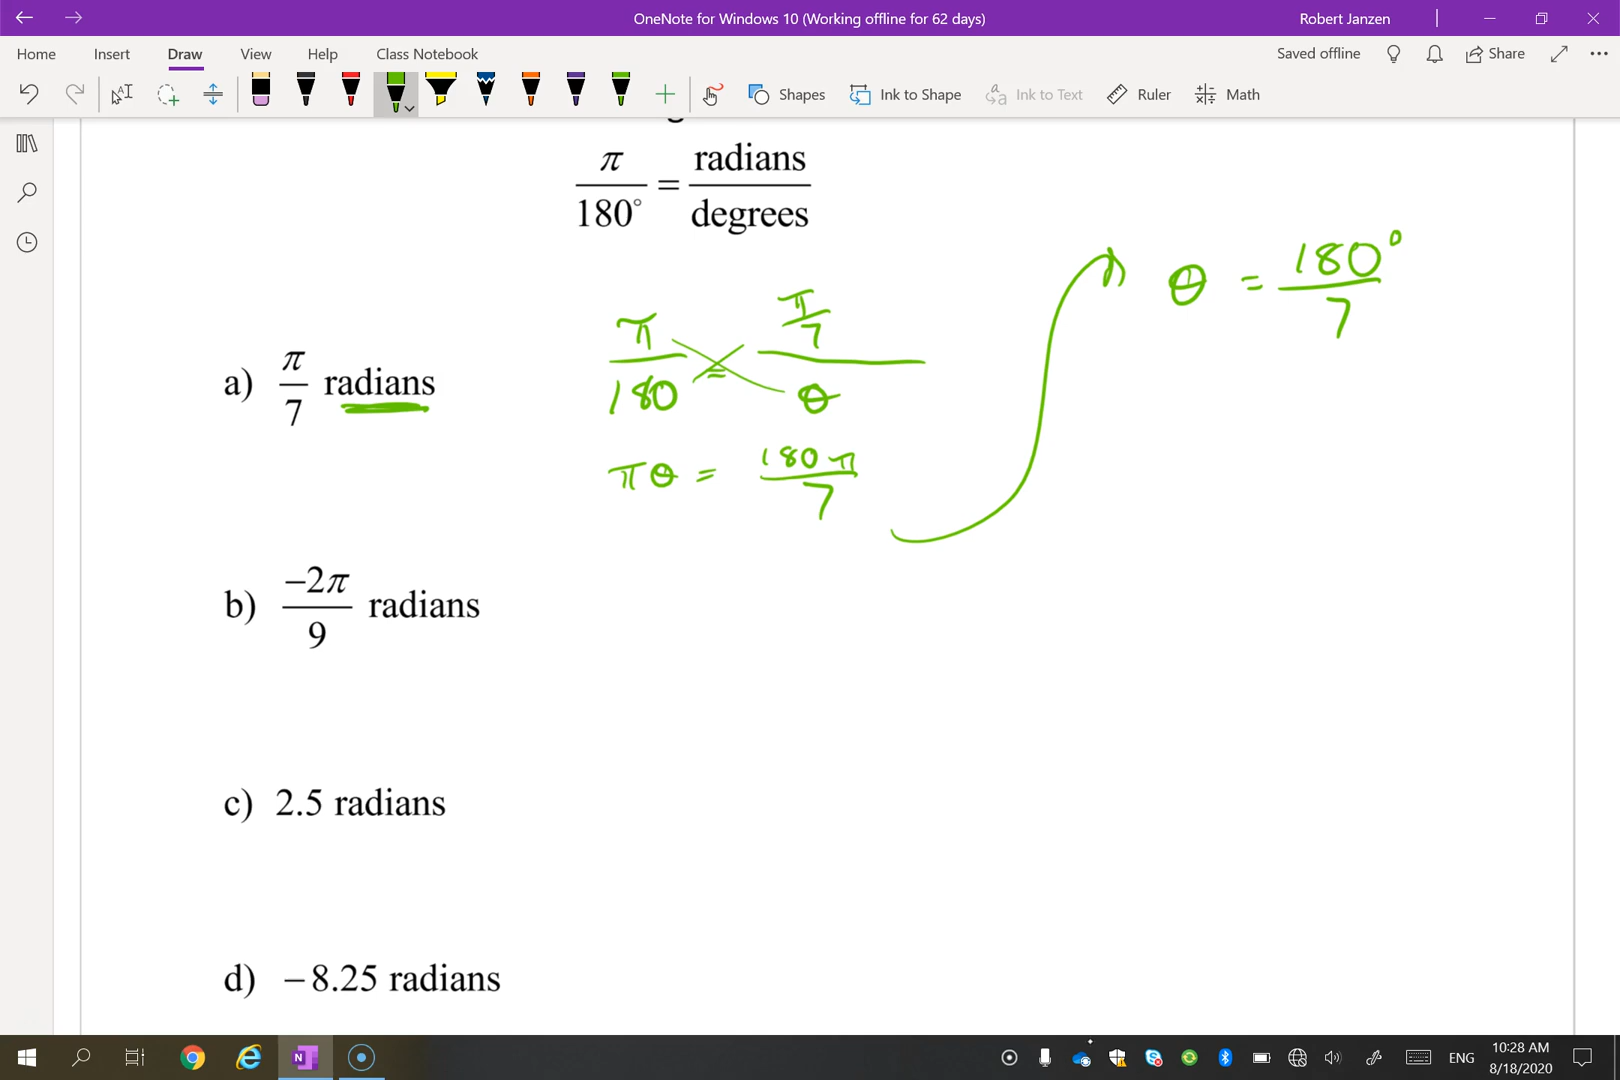 OneNote for Windows 10 (Working offline for 62 days)
Robert Janzen
Home Insert Draw View Help Class Notebook
Saved offline
Share
Shapes
Ink to Shape
Ink to Text
Ruler
Math
π/180° = radians/degrees
a) π/7 radians
π/180 = π/7/θ
πθ = 180π/7
θ = 180°/7
b) −2π/9 radians
c) 2.5 radians
d) −8.25 radians
ENG
10:28 AM
8/18/2020